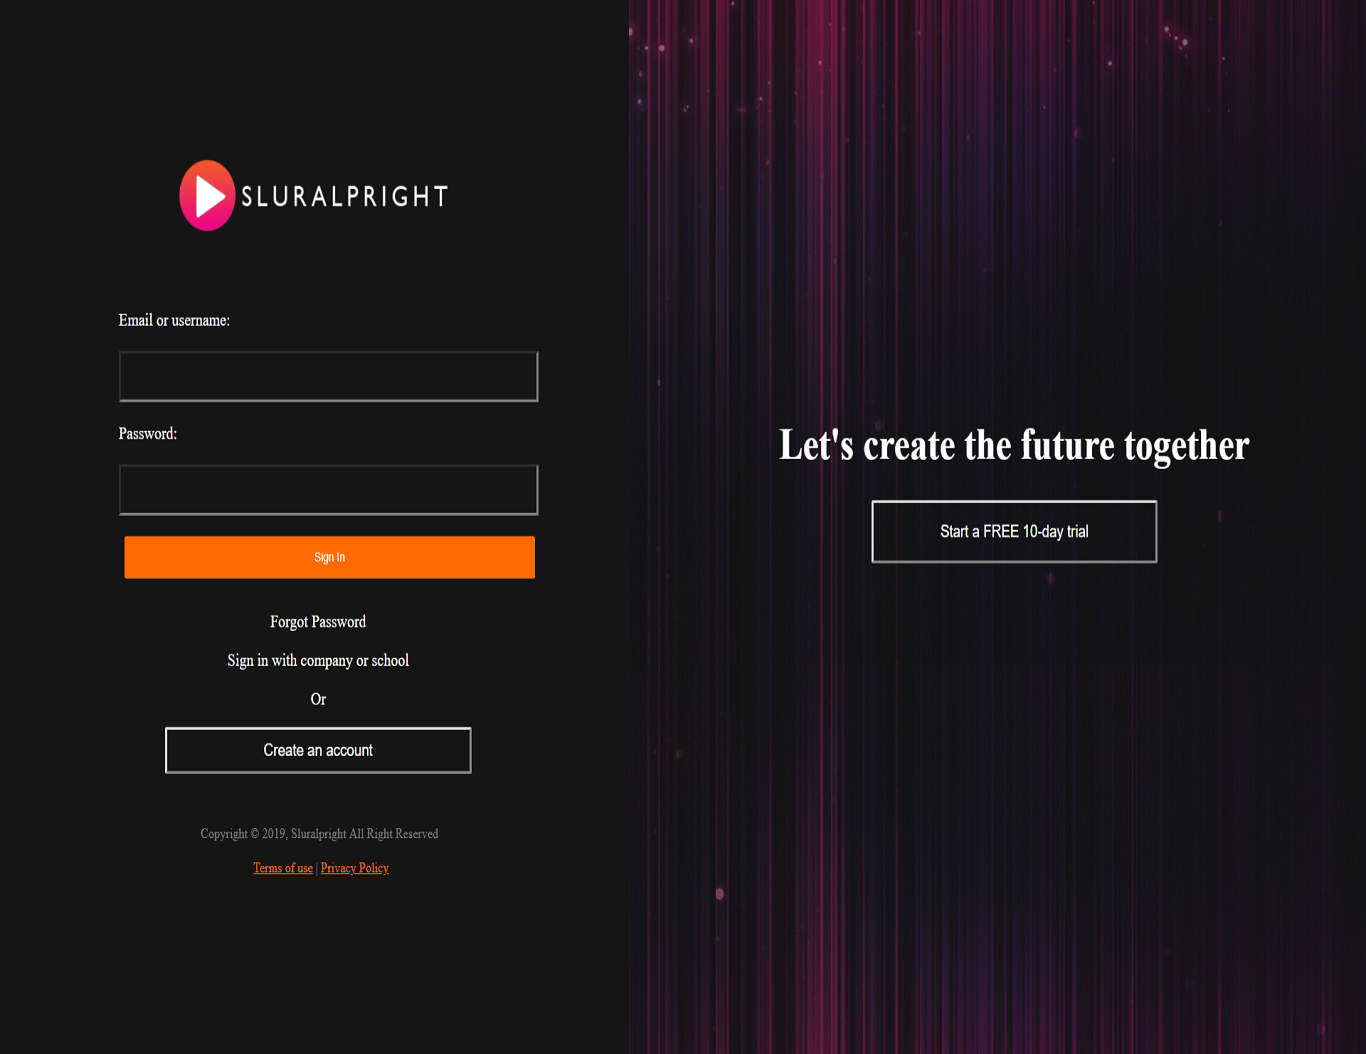 SLURALPRIGHT
Email or username:
Password:
Sign In
Forgot Password
Sign in with company or school
Or
Create an account
Copyright © 2019, Sluralpright All Right Reserved
Terms of use | Privacy Policy
Let's create the future together
Start a FREE 10-day trial